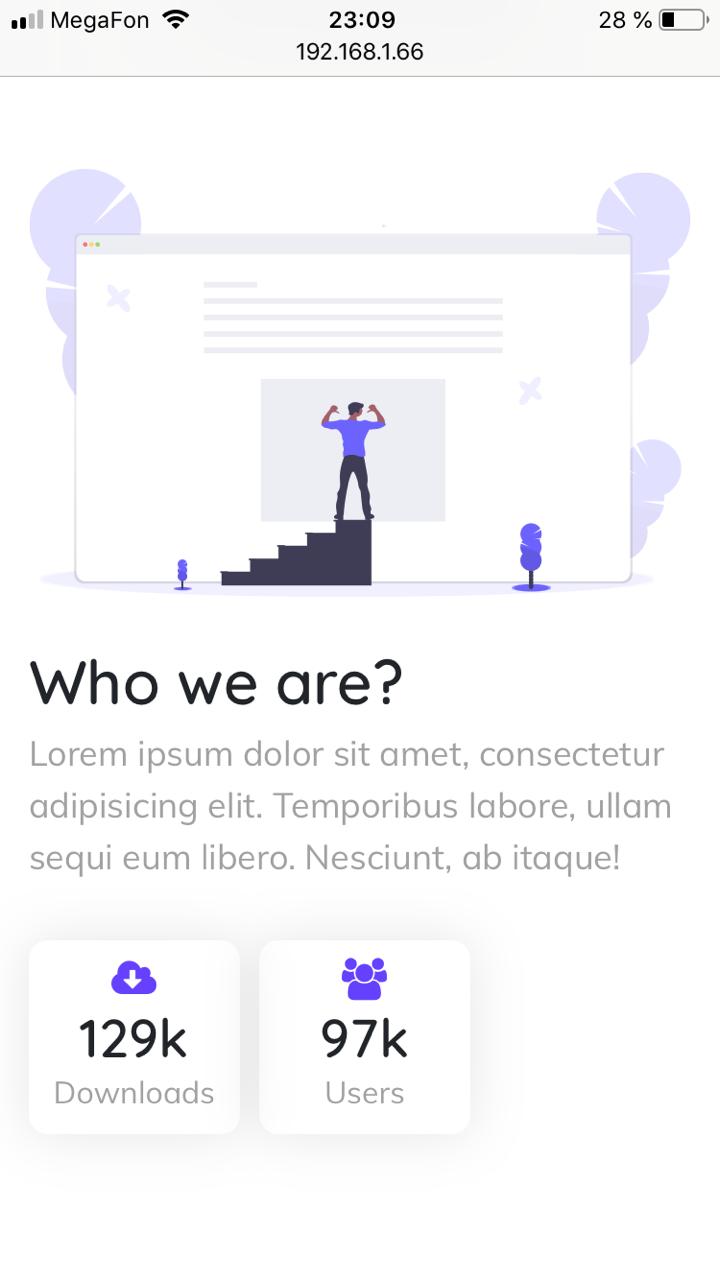 MegaFon 23:09 28 %
192.168.1.66
Who we are?
Lorem ipsum dolor sit amet, consectetur
adipisicing elit. Temporibus labore, ullam
sequi eum libero. Nesciunt, ab itaque!
129k 97k
Downloads Users